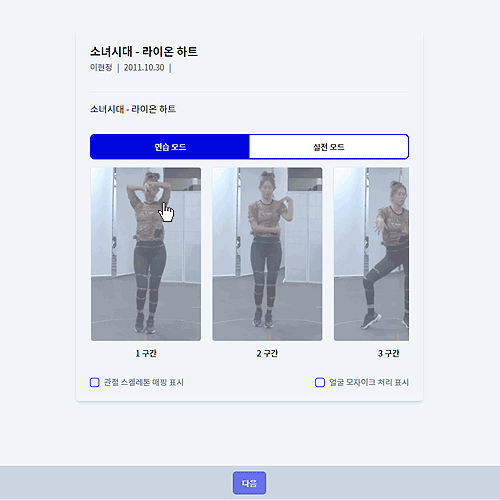 소녀시대 - 라이온 하트
이현정 | 2011.10.30 |
소녀시대 - 라이온 하트
연습 모드
실전 모드
1 구간
2 구간
3 구간
관절 스켈레톤 매핑 표시
얼굴 모자이크 처리 표시
다음